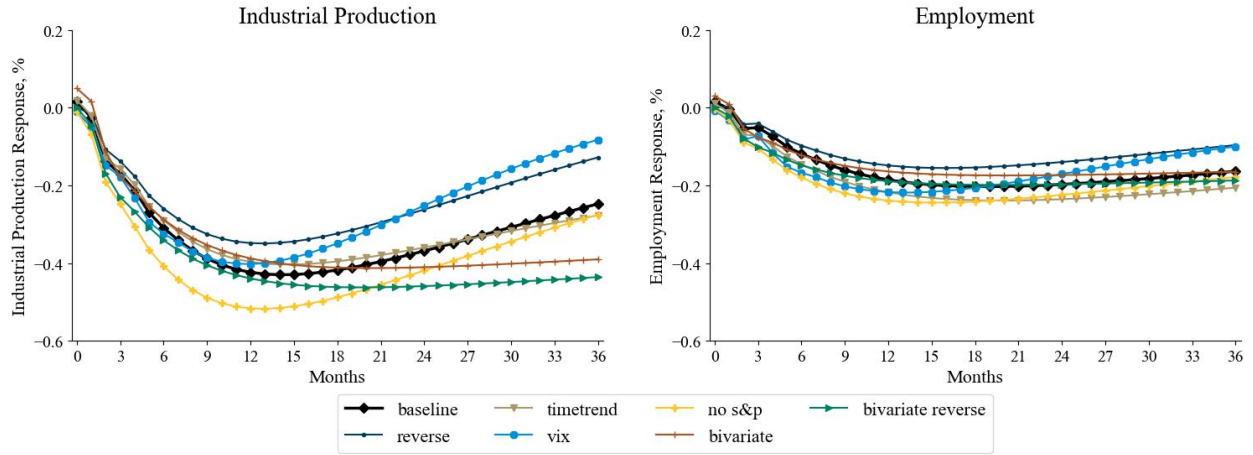 Industrial Production
Employment
Industrial Production Response, %
0.2
0.0
−0.2
−0.4
−0.6
0 3 6 9 12 15 18 21 24 27 30 33 36
Months
Employment Response, %
0.2
0.0
−0.2
−0.4
−0.6
0 3 6 9 12 15 18 21 24 27 30 33 36
Months
baseline timetrend no s&p bivariate reverse
reverse vix bivariate